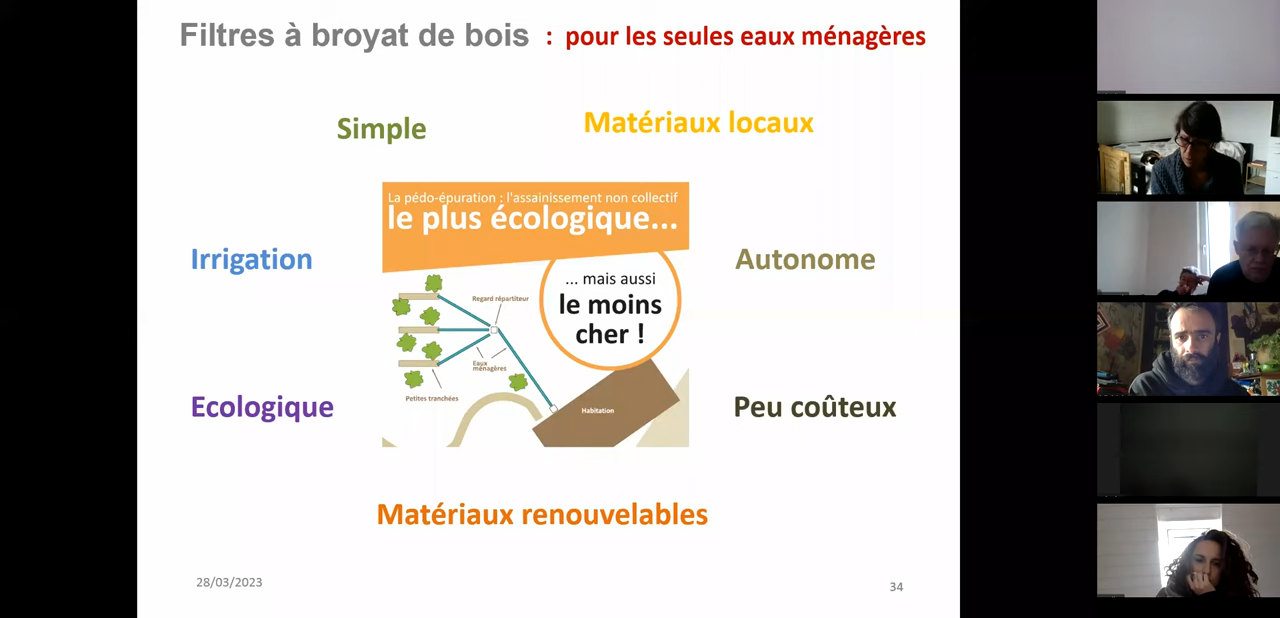 Filtres à broyat de bois : pour les seules eaux ménagères
Simple
Matériaux locaux
La pédo-épuration : l'assainissement non collectif
le plus écologique...
Irrigation
... mais aussi
le moins
cher !
Autonome
Regard répartiteur
Eaux
ménagères
Petites tranchées
Habitation
Ecologique
Peu coûteux
Matériaux renouvelables
28/03/2023
34